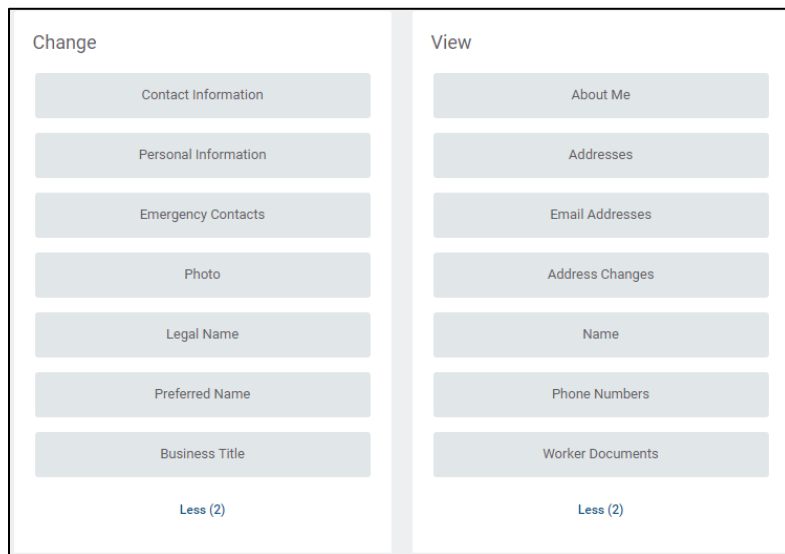 Change
Contact Information
Personal Information
Emergency Contacts
Photo
Legal Name
Preferred Name
Business Title
Less (2)
View
About Me
Addresses
Email Addresses
Address Changes
Name
Phone Numbers
Worker Documents
Less (2)